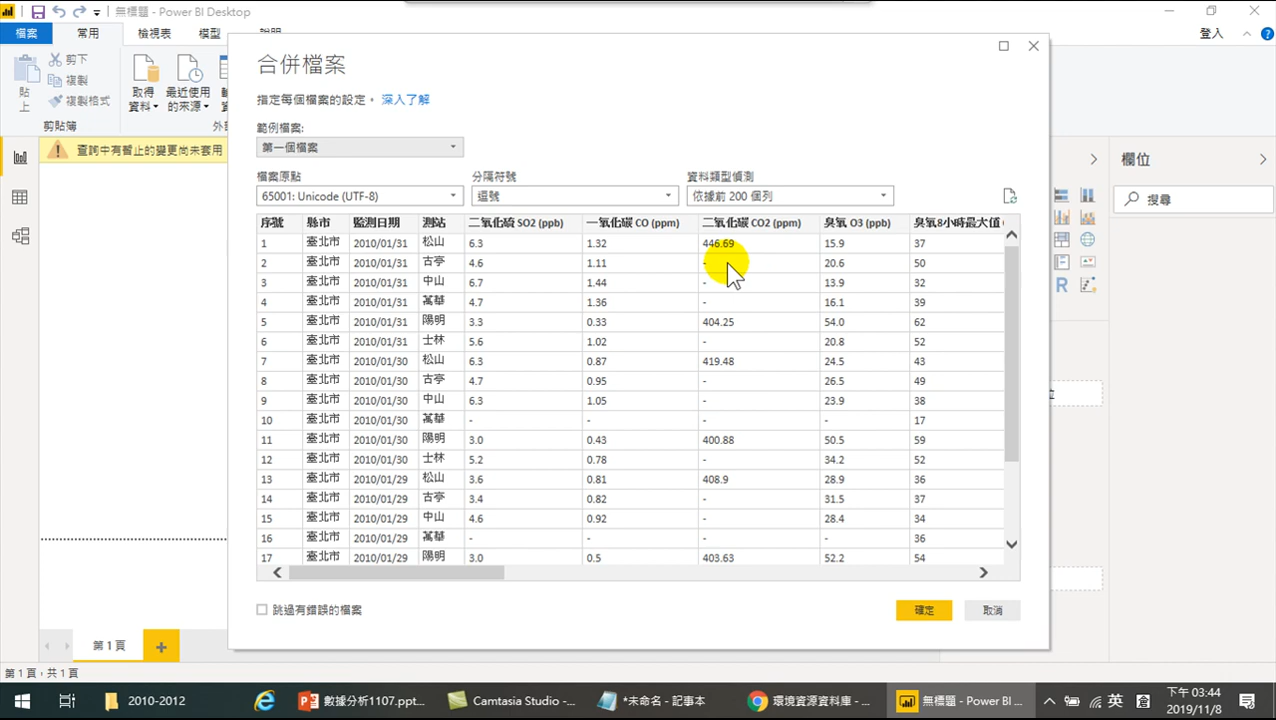 無標題 - Power BI Desktop
檔案
常用
檢視表
模型
說明
登入
貼上
剪下
複製
複製格式
剪貼簿
取得資料
最近使用的來源
查詢中有暫止的變更尚未套用
合併檔案
指定每個檔案的設定。 深入了解
範例檔案:
第一個檔案
檔案原點 分隔符號 資料類型偵測
65001: Unicode (UTF-8) 逗號 依據前 200 個列
序號 縣市 監測日期 測站 二氧化硫 SO2 (ppb) 一氧化碳 CO (ppm) 二氧化碳 CO2 (ppm) 臭氧 O3 (ppb) 臭氧8小時最大值 (
1 臺北市 2010/01/31 松山 6.3 1.32 446.69 15.9 37
2 臺北市 2010/01/31 古亭 4.6 1.11 - 20.6 50
3 臺北市 2010/01/31 中山 6.7 1.44 - 13.9 32
4 臺北市 2010/01/31 萬華 4.7 1.36 - 16.1 39
5 臺北市 2010/01/31 陽明 3.3 0.33 404.25 54.0 62
6 臺北市 2010/01/31 士林 5.6 1.02 - 20.8 52
7 臺北市 2010/01/30 松山 6.3 0.87 419.48 24.5 43
8 臺北市 2010/01/30 古亭 4.7 0.95 - 26.5 49
9 臺北市 2010/01/30 中山 6.3 1.05 - 23.9 38
10 臺北市 2010/01/30 萬華 - - - - 17
11 臺北市 2010/01/30 陽明 3.0 0.43 400.88 50.5 59
12 臺北市 2010/01/30 士林 5.2 0.78 - 34.2 52
13 臺北市 2010/01/29 松山 3.6 0.81 408.9 28.9 36
14 臺北市 2010/01/29 古亭 3.4 0.82 - 31.5 37
15 臺北市 2010/01/29 中山 4.6 0.92 - 28.4 34
16 臺北市 2010/01/29 萬華 - - - - 36
17 臺北市 2010/01/29 陽明 3.0 0.5 403.63 52.2 54
跳過有錯誤的檔案
確定 取消
欄位
搜尋
第 1 頁
第 1 頁，共 1 頁
2010-2012
數據分析1107.ppt...
Camtasia Studio -...
*未命名 - 記事本
環境資源資料庫 -...
無標題 - Power BI ...
英
倉
下午 03:44
2019/11/8